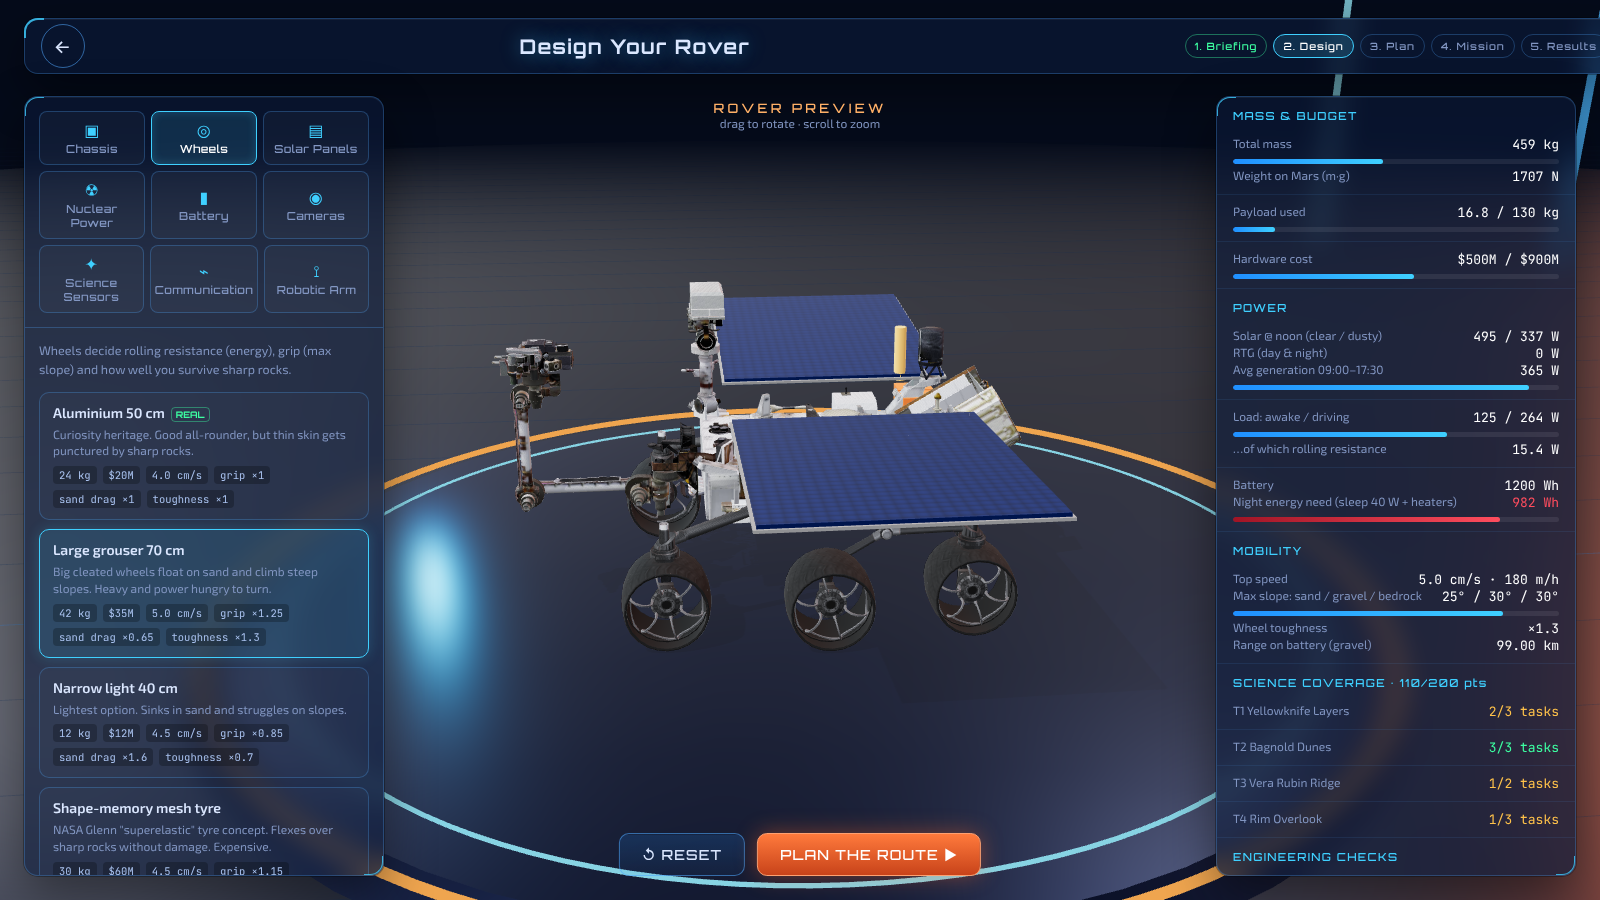 ←
Design Your Rover
1. Briefing
2. Design
3. Plan
4. Mission
5. Results
Chassis
Wheels
Solar Panels
Nuclear
Power
Battery
Cameras
Science
Sensors
Communication
Robotic Arm
Wheels decide rolling resistance (energy), grip (max
slope) and how well you survive sharp rocks.
Aluminium 50 cm REAL
Curiosity heritage. Good all-rounder, but thin skin gets
punctured by sharp rocks.
24 kg $20M 4.0 cm/s grip ×1
sand drag ×1 toughness ×1
Large grouser 70 cm
Big cleated wheels float on sand and climb steep
slopes. Heavy and power hungry to turn.
42 kg $35M 5.0 cm/s grip ×1.25
sand drag ×0.65 toughness ×1.3
Narrow light 40 cm
Lightest option. Sinks in sand and struggles on slopes.
12 kg $12M 4.5 cm/s grip ×0.85
sand drag ×1.6 toughness ×0.7
Shape-memory mesh tyre
NASA Glenn "superelastic" tyre concept. Flexes over
sharp rocks without damage. Expensive.
30 kg $60M 4.5 cm/s grip ×1.15
ROVER PREVIEW
drag to rotate · scroll to zoom
↺ RESET
PLAN THE ROUTE ▶
MASS & BUDGET
Total mass 459 kg
Weight on Mars (m·g) 1707 N
Payload used 16.8 / 130 kg
Hardware cost $500M / $900M
POWER
Solar @ noon (clear / dusty) 495 / 337 W
RTG (day & night) 0 W
Avg generation 09:00–17:30 365 W
Load: awake / driving 125 / 264 W
…of which rolling resistance 15.4 W
Battery 1200 Wh
Night energy need (sleep 40 W + heaters) 982 Wh
MOBILITY
Top speed 5.0 cm/s · 180 m/h
Max slope: sand / gravel / bedrock 25° / 30° / 30°
Wheel toughness ×1.3
Range on battery (gravel) 99.00 km
SCIENCE COVERAGE · 110/200 pts
T1 Yellowknife Layers 2/3 tasks
T2 Bagnold Dunes 3/3 tasks
T3 Vera Rubin Ridge 1/2 tasks
T4 Rim Overlook 1/3 tasks
ENGINEERING CHECKS